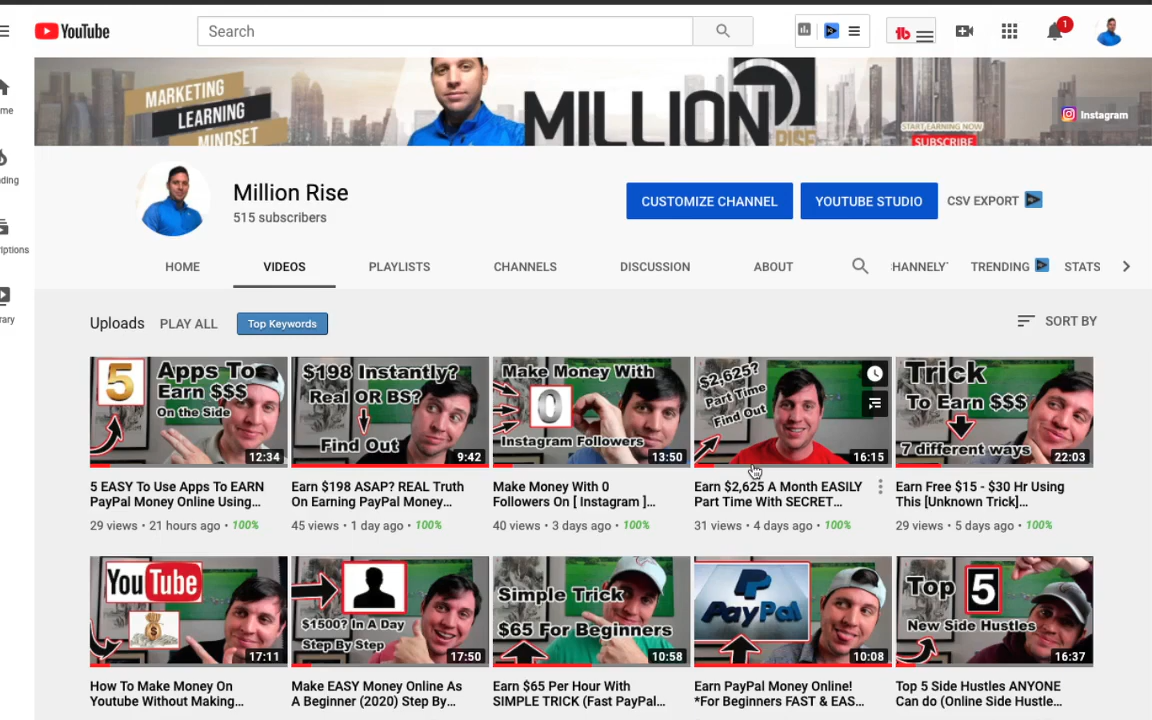 YouTube
Search
1
me
MARKETING
LEARNING
MINDSET
MILLION
RISE
START EARNING NOW
SUBSCRIBE
Instagram
ding
Million Rise
515 subscribers
CUSTOMIZE CHANNEL
YOUTUBE STUDIO
CSV EXPORT
iptions
HOME
VIDEOS
PLAYLISTS
CHANNELS
DISCUSSION
ABOUT
HANNELY
TRENDING
STATS
rary
Uploads
PLAY ALL
Top Keywords
SORT BY
5
Apps To
Earn $$$
On the Side
12:34
$198 Instantly?
Real OR BS?
Find Out
9:42
Make Money With
0
Instagram Followers
13:50
$2,625?
Part Time
Find Out
16:15
Trick
To Earn $$$
7 different ways
22:03
5 EASY To Use Apps To EARN
PayPal Money Online Using...
29 views • 21 hours ago • 100%
Earn $198 ASAP? REAL Truth
On Earning PayPal Money...
45 views • 1 day ago • 100%
Make Money With 0
Followers On [ Instagram ]...
40 views • 3 days ago • 100%
Earn $2,625 A Month EASILY
Part Time With SECRET...
31 views • 4 days ago • 100%
Earn Free $15 - $30 Hr Using
This [Unknown Trick]...
29 views • 5 days ago • 100%
YouTube
17:11
$1500? In A Day
Step By Step
17:50
Simple Trick
$65 For Beginners
10:58
PayPal
10:08
Top 5
New Side Hustles
16:37
How To Make Money On
Youtube Without Making...
Make EASY Money Online As
A Beginner (2020) Step By...
Earn $65 Per Hour With
SIMPLE TRICK (Fast PayPal...
Earn PayPal Money Online!
*For Beginners FAST & EAS...
Top 5 Side Hustles ANYONE
Can do (Online Side Hustle...